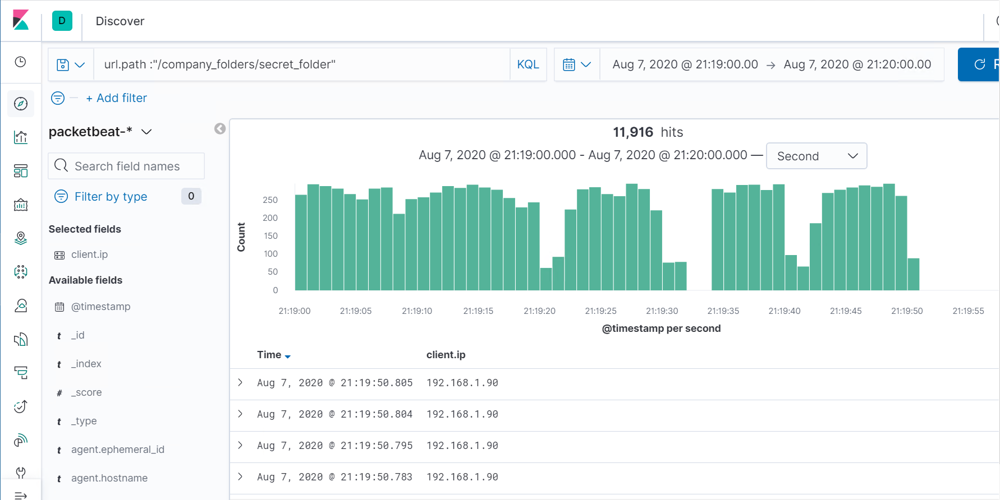 D Discover
url.path :"/company_folders/secret_folder" KQL Aug 7, 2020 @ 21:19:00.00 → Aug 7, 2020 @ 21:20:00.00
+ Add filter
packetbeat-*
Search field names
Filter by type 0
Selected fields
client.ip
Available fields
@timestamp
t _id
t _index
# _score
t _type
t agent.ephemeral_id
t agent.hostname
11,916 hits
Aug 7, 2020 @ 21:19:00.000 - Aug 7, 2020 @ 21:20:00.000 — Second
Count
250
200
150
100
50
0
21:19:00 21:19:05 21:19:10 21:19:15 21:19:20 21:19:25 21:19:30 21:19:35 21:19:40 21:19:45 21:19:50 21:19:55
@timestamp per second
Time client.ip
Aug 7, 2020 @ 21:19:50.805 192.168.1.90
Aug 7, 2020 @ 21:19:50.804 192.168.1.90
Aug 7, 2020 @ 21:19:50.795 192.168.1.90
Aug 7, 2020 @ 21:19:50.783 192.168.1.90